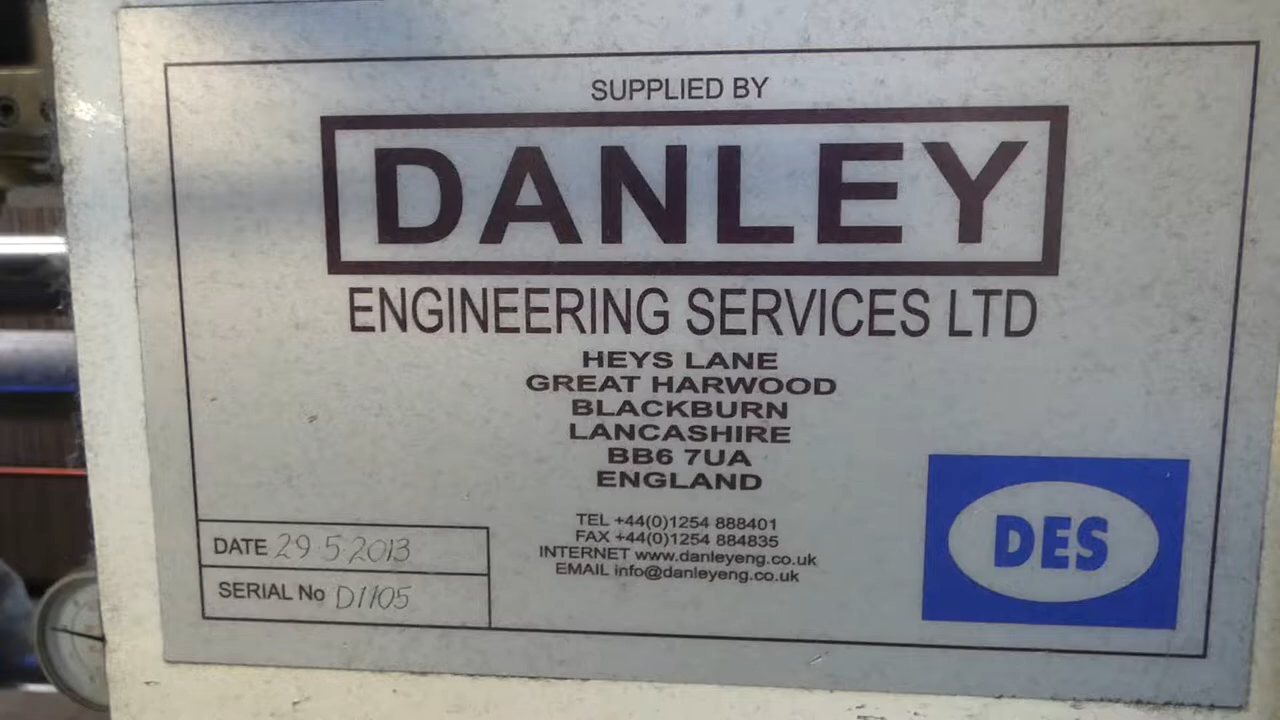 SUPPLIED BY
DANLEY
ENGINEERING SERVICES LTD
HEYS LANE
GREAT HARWOOD
BLACKBURN
LANCASHIRE
BB6 7UA
ENGLAND
TEL +44(0)1254 888401
FAX +44(0)1254 884835
INTERNET www.danleyeng.co.uk
EMAIL info@danleyeng.co.uk
DATE 29 5 2013
SERIAL No D1105
DES